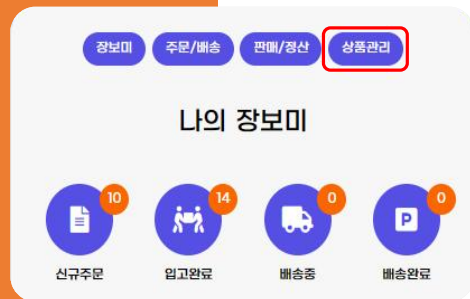 장보미 주문/배송 판매/정산 상품관리
나의 장보미
10 14 0 0
P
신규주문 입고완료 배송중 배송완료